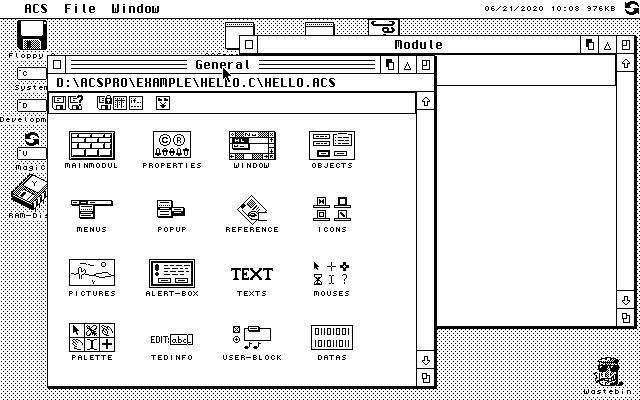 ACS File Window 06/21/2020 10:08 976KB
Module
General
D:\ACSPRO\EXAMPLE\HELLO.C\HELLO.ACS
Floppy
C
System
D
Developm
U
Magic
RAM-Dis
MAINMODUL PROPERTIES WINDOW OBJECTS
MENUS POPUP REFERENCE ICONS
TEXT
PICTURES ALERT-BOX TEXTS MOUSES
EDIT:abc
PALETTE TEDINFO USER-BLOCK DATAS
Wastebin